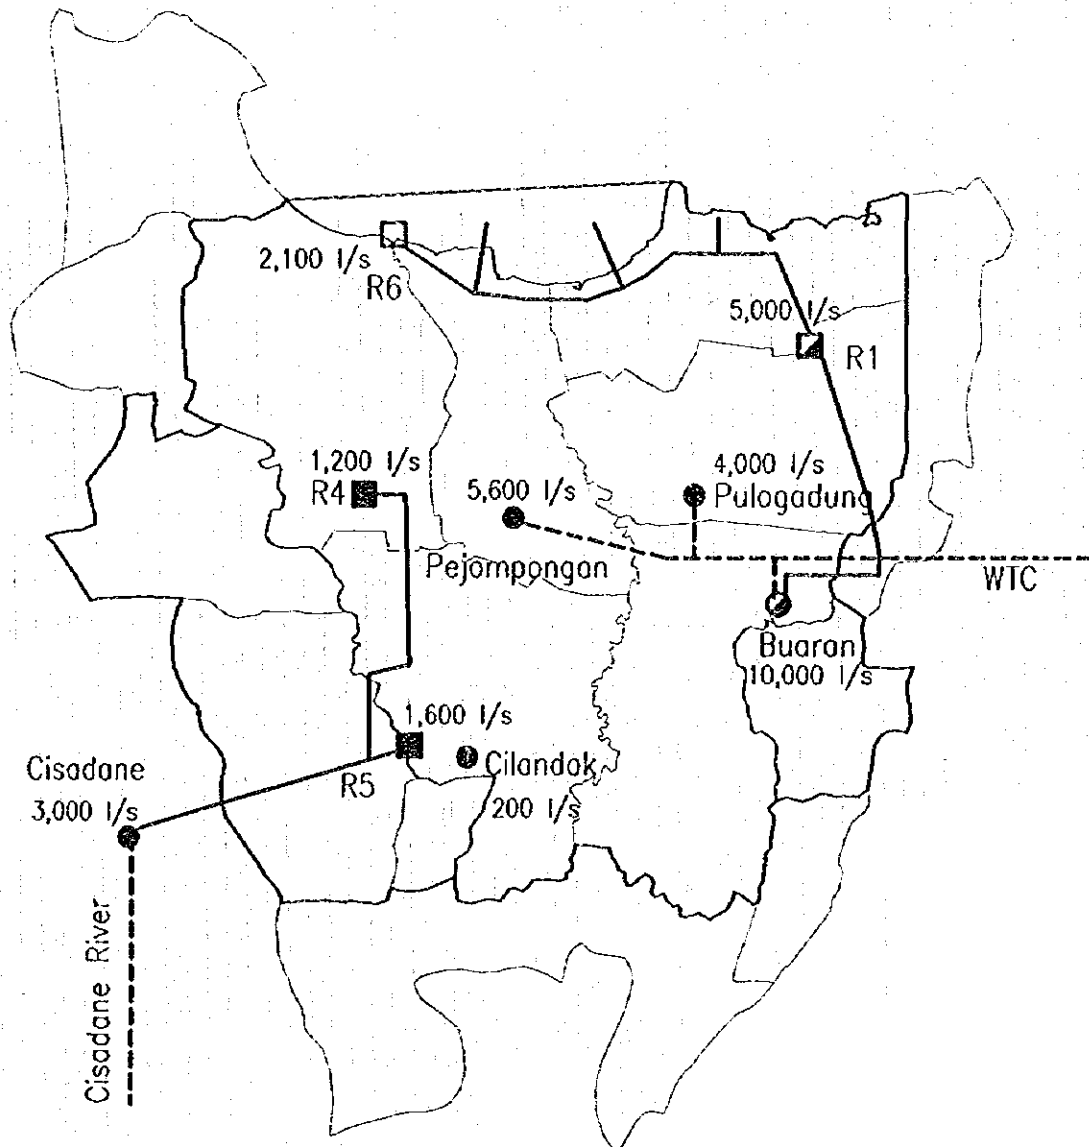 2,100 l/s
R6
5,000 l/s
R1
1,200 l/s
R4
5,600 l/s
4,000 l/s
Pulogadung
Pejompongan
WTC
Buaran
10,000 l/s
1,600 l/s
Cilandak
200 l/s
R5
Cisadane
3,000 l/s
Cisadane River